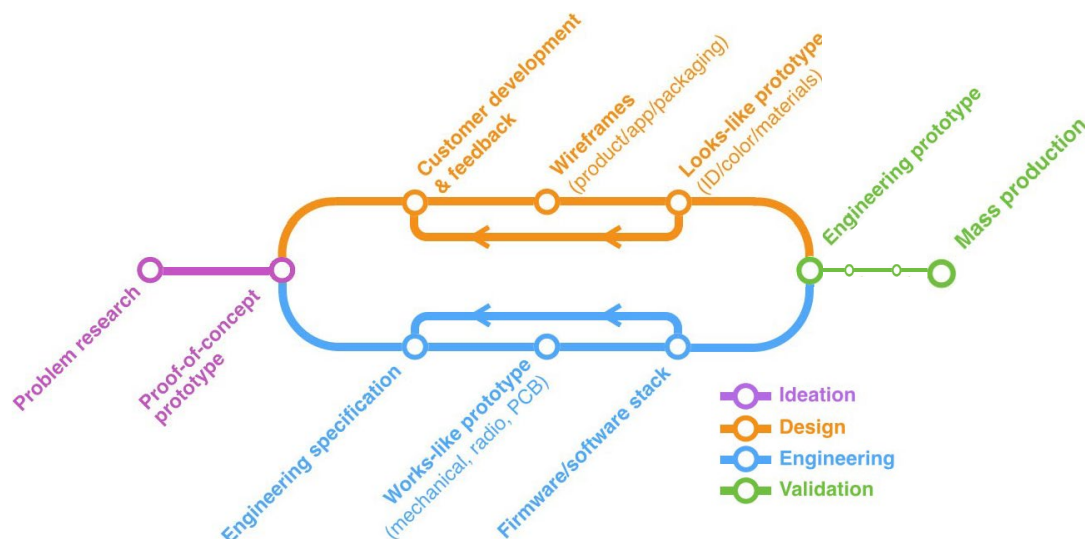 Problem research
Proof-of-concept
prototype
Customer development
& feedback
Wireframes
(product/app/packaging)
Looks-like prototype
(ID/color/materials)
Engineering specification
Works-like prototype
(mechanical, radio, PCB)
Firmware/software stack
Engineering prototype
Mass production
Ideation
Design
Engineering
Validation